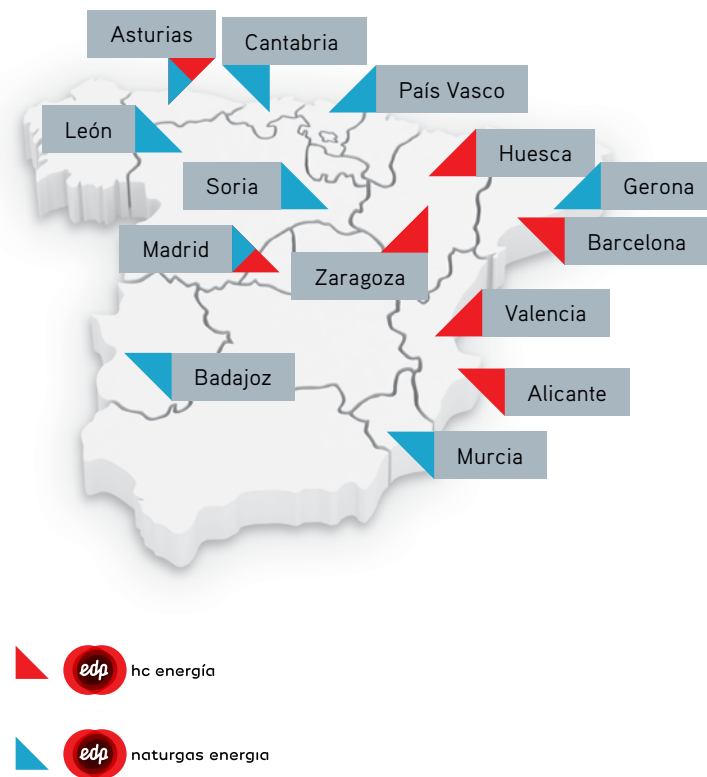 Asturias
Cantabria
País Vasco
León
Huesca
Soria
Gerona
Madrid
Barcelona
Zaragoza
Valencia
Badajoz
Alicante
Murcia
edp hc energía
edp naturgas energıa